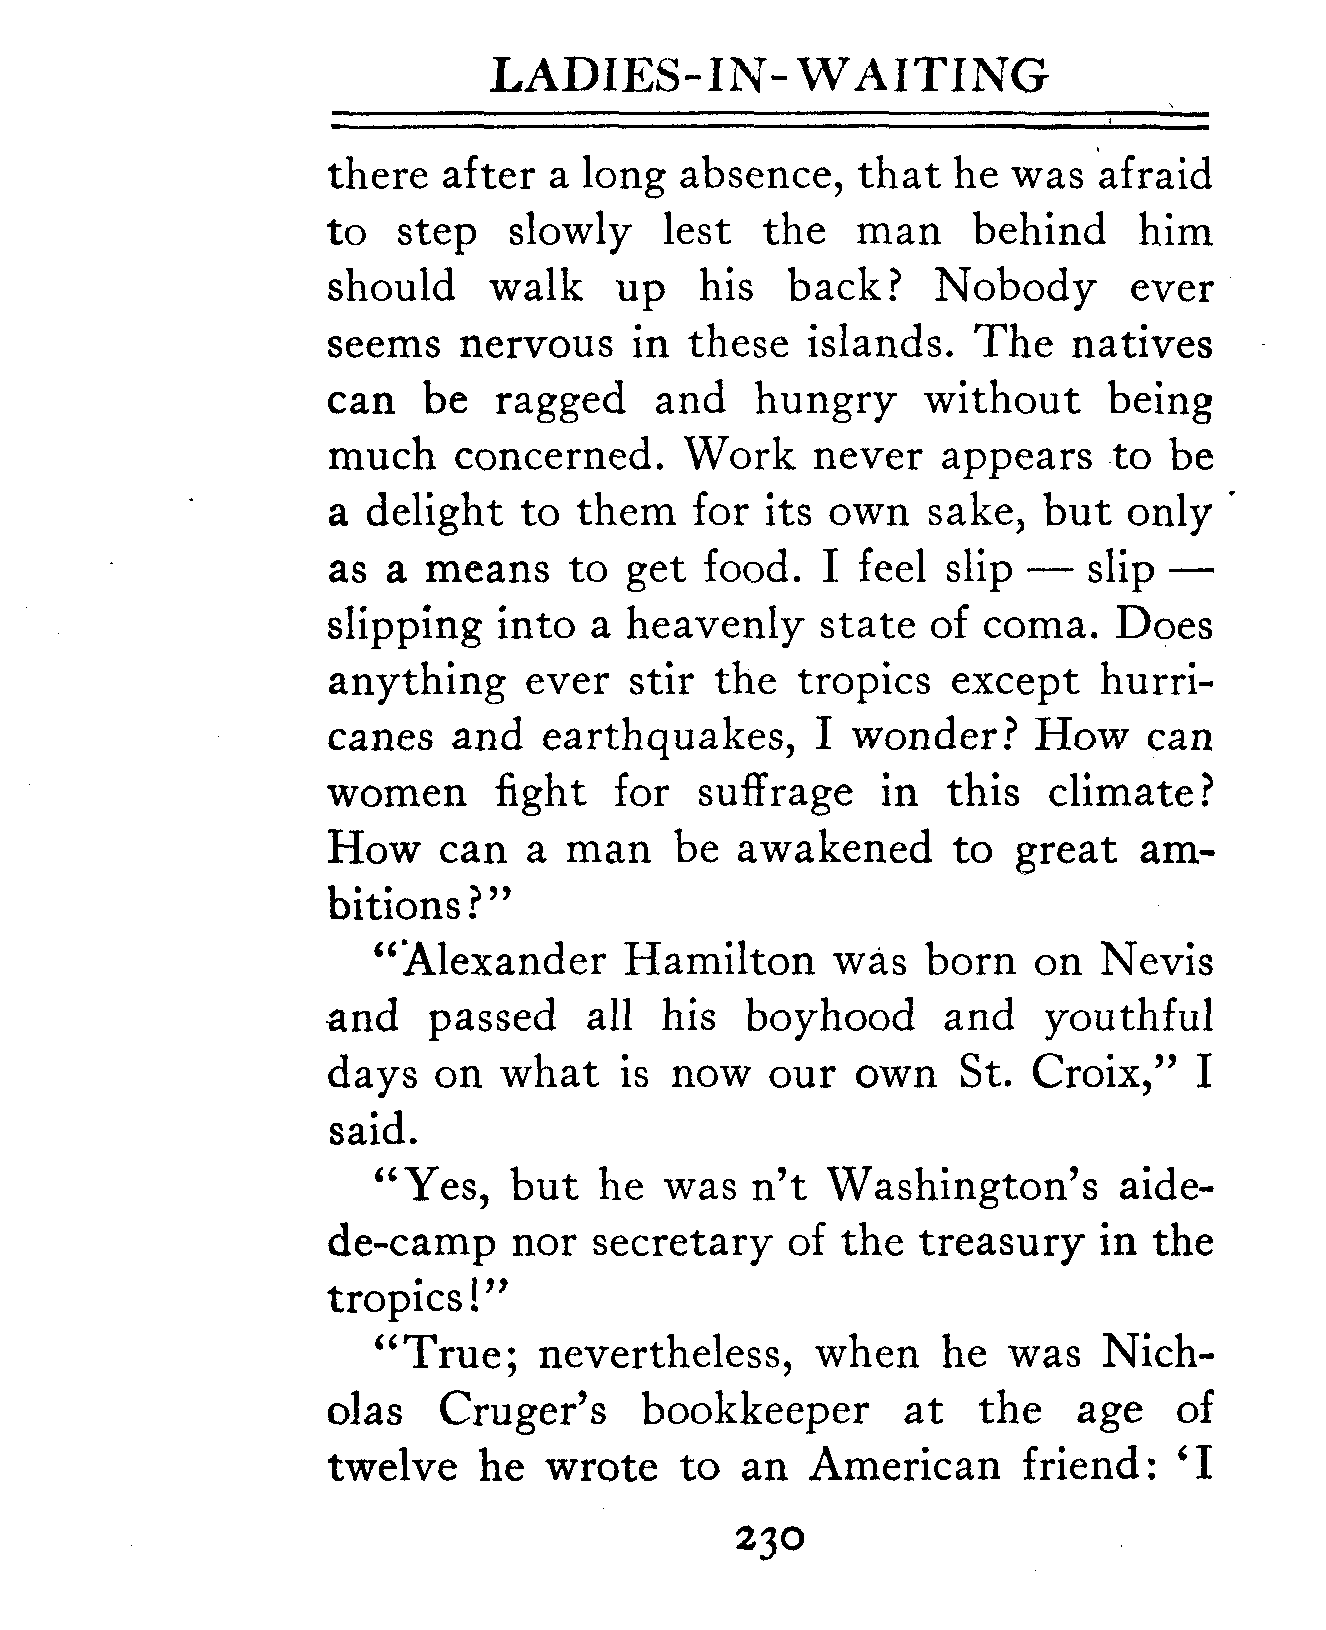 LADIES-IN-WAITING
there after a long absence, that he was afraid
to step slowly lest the man behind him
should walk up his back? Nobody ever
seems nervous in these islands. The natives
can be ragged and hungry without being
much concerned. Work never appears to be
a delight to them for its own sake, but only
as a means to get food. I feel slip — slip —
slipping into a heavenly state of coma. Does
anything ever stir the tropics except hurri-
canes and earthquakes, I wonder? How can
women fight for suffrage in this climate?
How can a man be awakened to great am-
bitions?"
"Alexander Hamilton was born on Nevis
and passed all his boyhood and youthful
days on what is now our own St. Croix," I
said.
"Yes, but he was n't Washington's aide-
de-camp nor secretary of the treasury in the
tropics!"
"True; nevertheless, when he was Nich-
olas Cruger's bookkeeper at the age of
twelve he wrote to an American friend: 'I
230